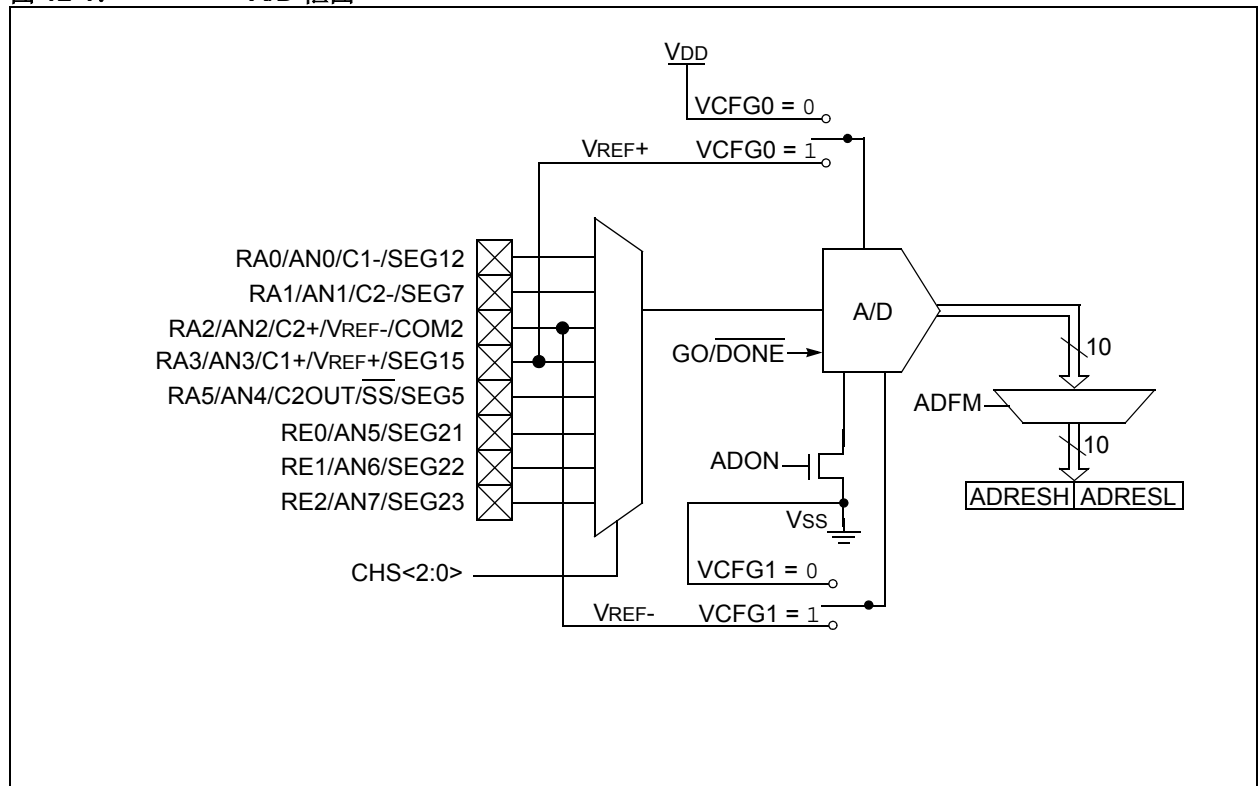 VDD
VCFG0 = 0
VREF+ VCFG0 = 1
RA0/AN0/C1-/SEG12
RA1/AN1/C2-/SEG7
RA2/AN2/C2+/VREF-/COM2
RA3/AN3/C1+/VREF+/SEG15
RA5/AN4/C2OUT/SS/SEG5
RE0/AN5/SEG21
RE1/AN6/SEG22
RE2/AN7/SEG23
CHS<2:0>
A/D
GO/DONE
10
ADFM
10
ADON
ADRESH ADRESL
VSS
VCFG1 = 0
VREF- VCFG1 = 1